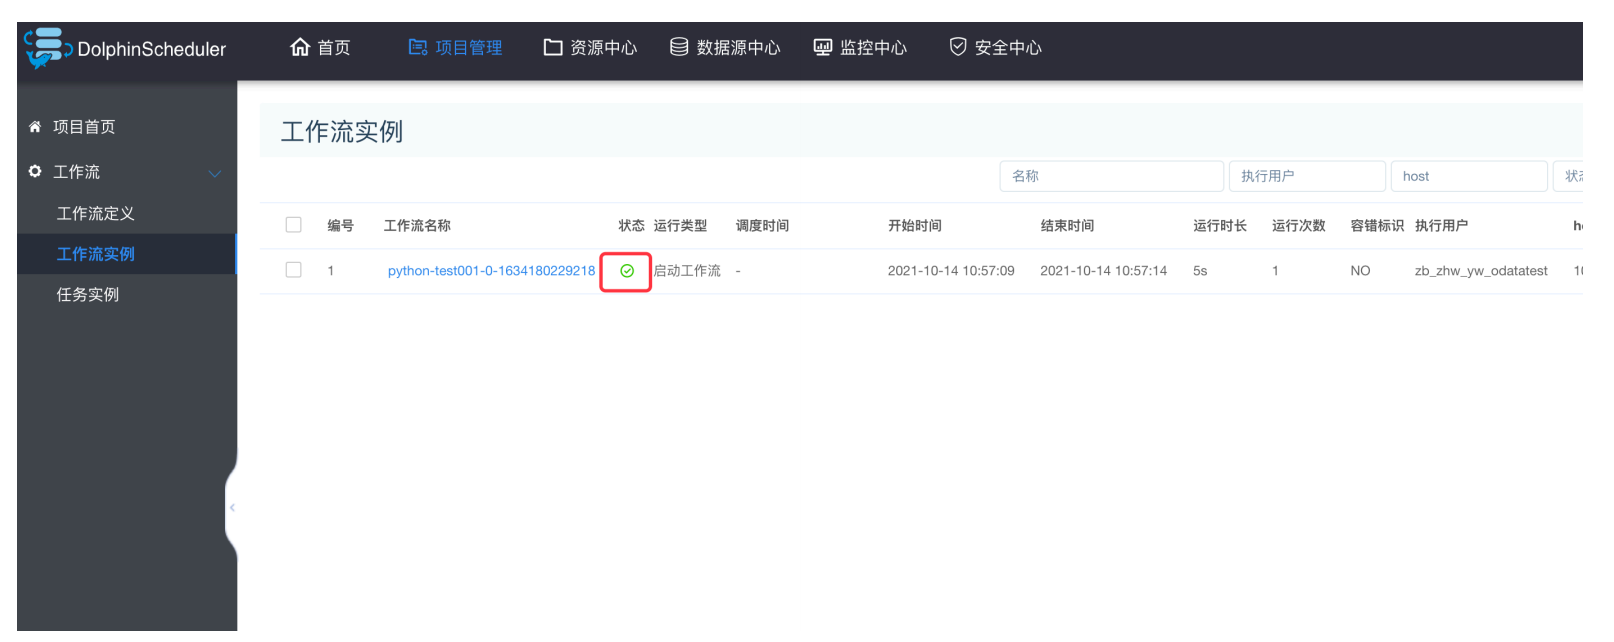 DolphinScheduler 首页 项目管理 资源中心 数据源中心 监控中心 安全中心
项目首页
工作流
工作流定义
工作流实例
任务实例
工作流实例
名称 执行用户 host
编号 工作流名称 状态 运行类型 调度时间 开始时间 结束时间 运行时长 运行次数 容错标识 执行用户
1 python-test001-0-1634180229218 启动工作流 - 2021-10-14 10:57:09 2021-10-14 10:57:14 5s 1 NO zb_zhw_yw_odatatest